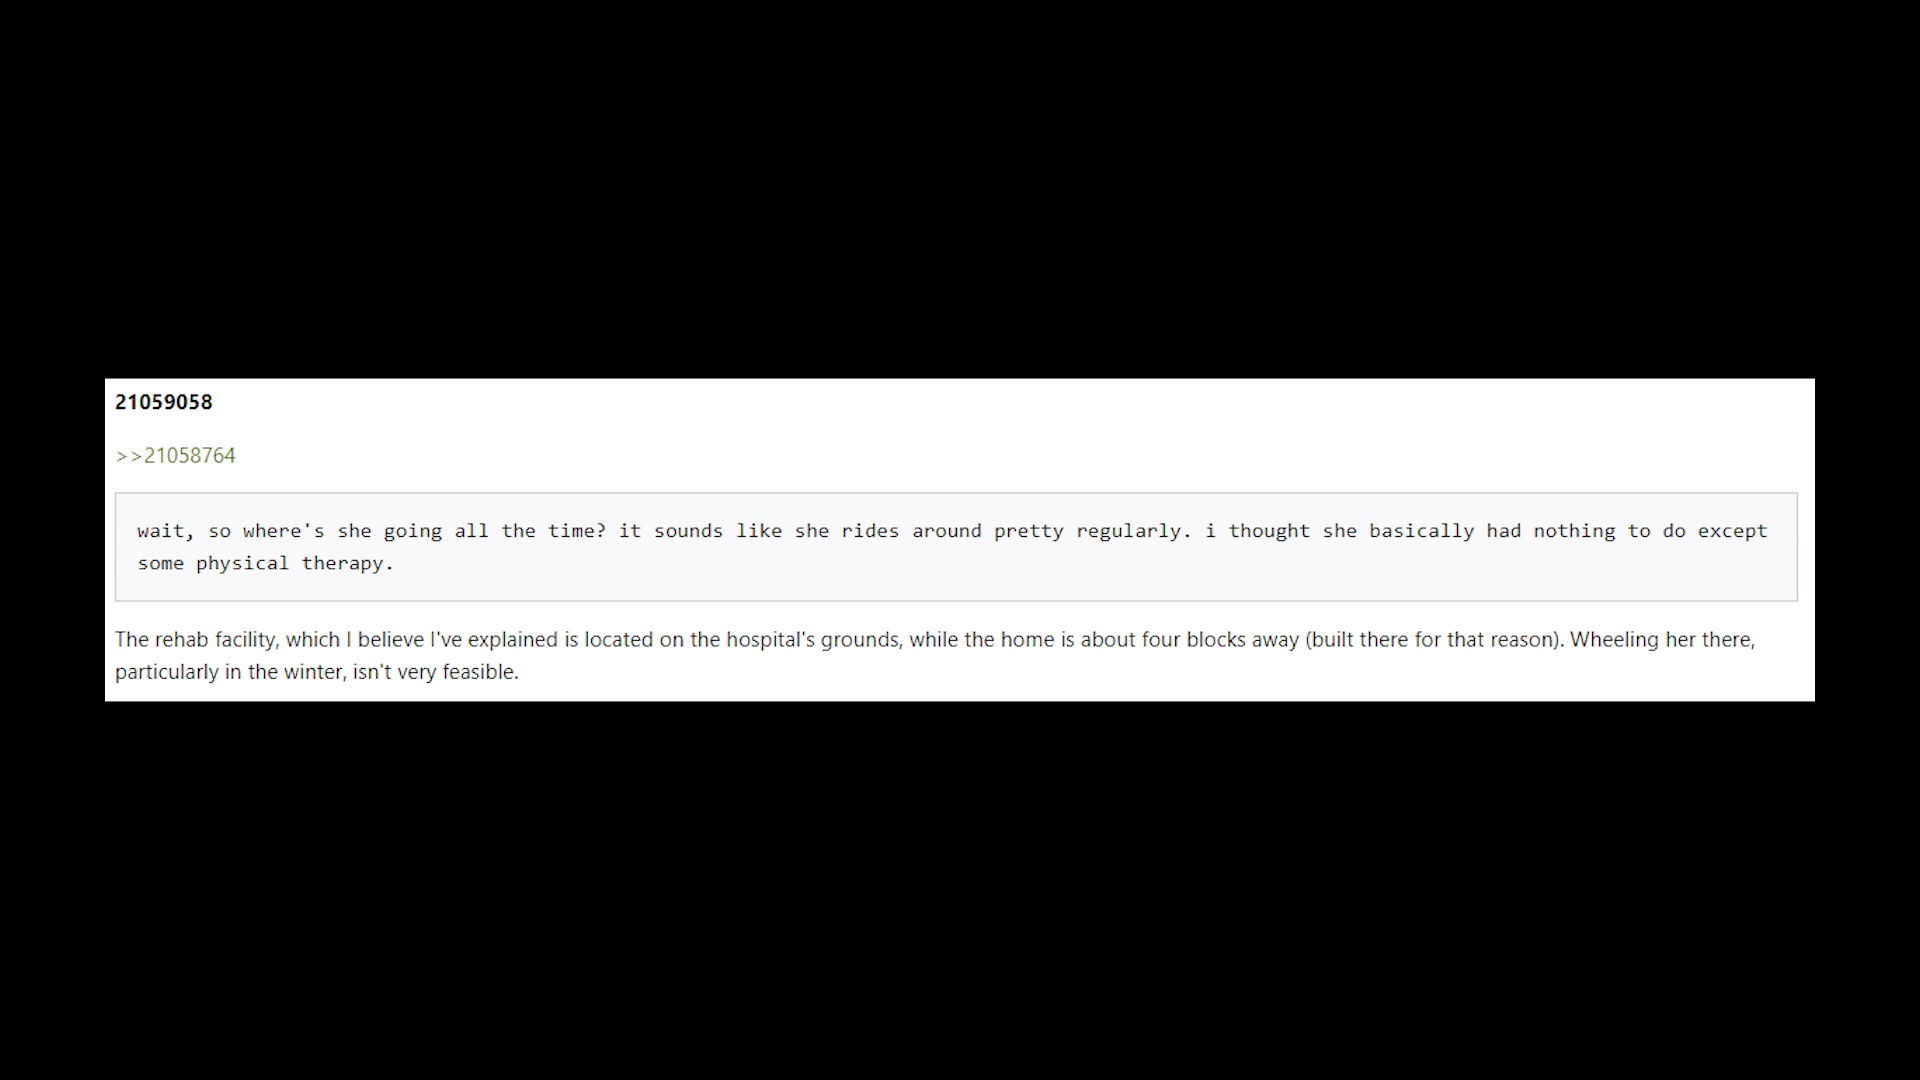 21059058
>>21058764
wait, so where's she going all the time? it sounds like she rides around pretty regularly. i thought she basically had nothing to do except
some physical therapy.
The rehab facility, which I believe I've explained is located on the hospital's grounds, while the home is about four blocks away (built there for that reason). Wheeling her there,
particularly in the winter, isn't very feasible.